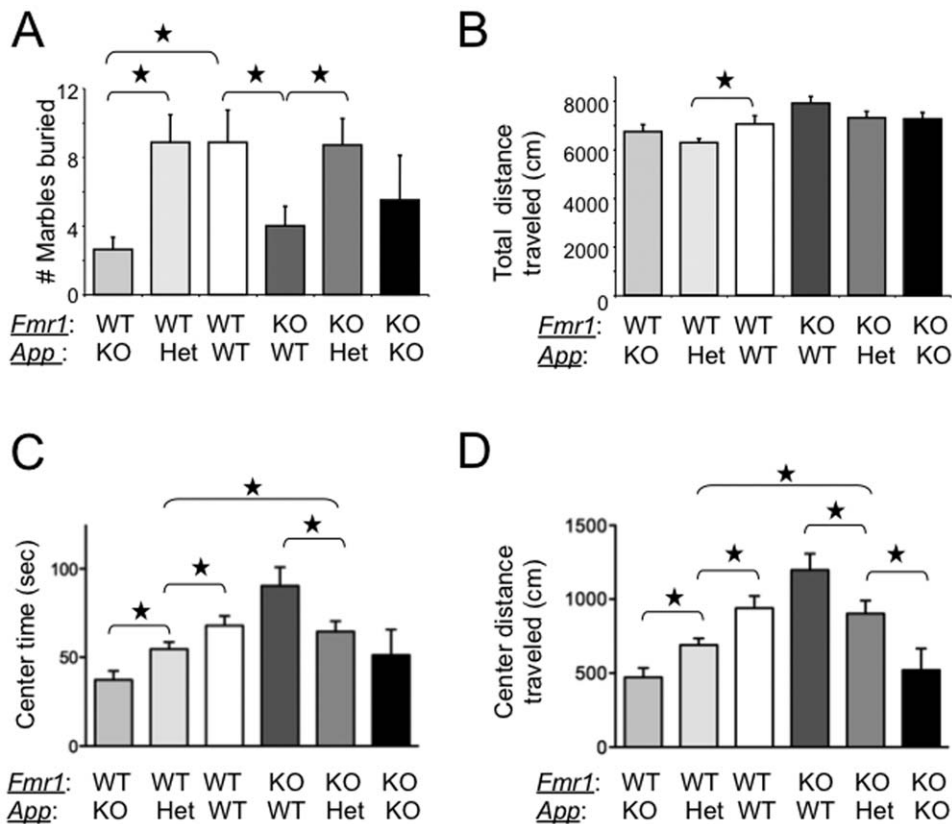 A
# Marbles buried
12
8
4
0
Fmr1: WT WT WT KO KO KO
App : KO Het WT WT Het KO
B
Total distance
traveled (cm)
8000
6000
4000
2000
0
Fmr1: WT WT WT KO KO KO
App: KO Het WT WT Het KO
C
Center time (sec)
100
50
0
Fmr1: WT WT WT KO KO KO
App: KO Het WT WT Het KO
D
Center distance
traveled (cm)
1500
1000
500
0
Fmr1: WT WT WT KO KO KO
App: KO Het WT WT Het KO